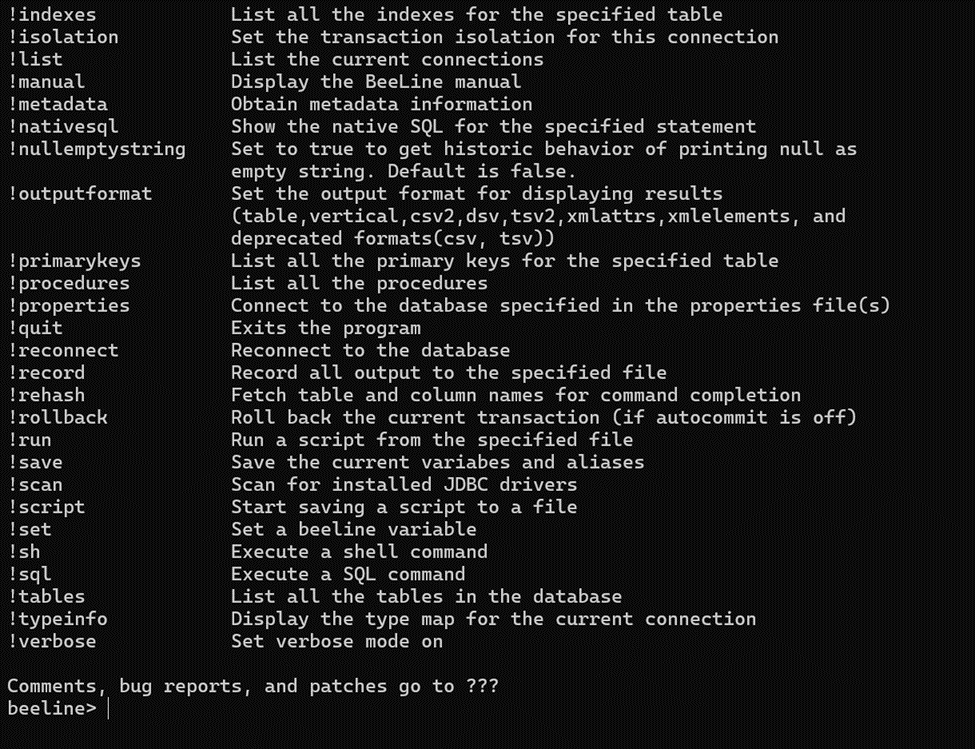 !indexes List all the indexes for the specified table
!isolation Set the transaction isolation for this connection
!list List the current connections
!manual Display the BeeLine manual
!metadata Obtain metadata information
!nativesql Show the native SQL for the specified statement
!nullemptystring Set to true to get historic behavior of printing null as
empty string. Default is false.
!outputformat Set the output format for displaying results
(table,vertical,csv2,dsv,tsv2,xmlattrs,xmlelements, and
deprecated formats(csv, tsv))
!primarykeys List all the primary keys for the specified table
!procedures List all the procedures
!properties Connect to the database specified in the properties file(s)
!quit Exits the program
!reconnect Reconnect to the database
!record Record all output to the specified file
!rehash Fetch table and column names for command completion
!rollback Roll back the current transaction (if autocommit is off)
!run Run a script from the specified file
!save Save the current variabes and aliases
!scan Scan for installed JDBC drivers
!script Start saving a script to a file
!set Set a beeline variable
!sh Execute a shell command
!sql Execute a SQL command
!tables List all the tables in the database
!typeinfo Display the type map for the current connection
!verbose Set verbose mode on
Comments, bug reports, and patches go to ???
beeline>